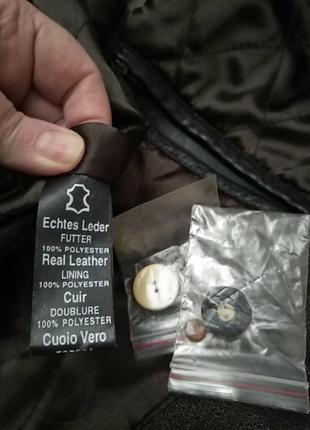 Echtes Leder
FUTTER
100% POLYESTER
Real Leather
LINING
100% POLYESTER
Cuir
DOUBLURE
100% POLYESTER
Cuoio Vero